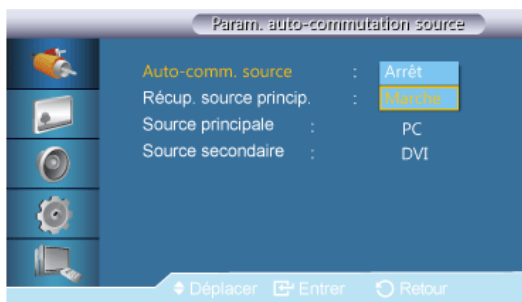 Param. auto-commutation source
Auto-comm. source : Arrêt
Récup. source princip. : Marche
Source principale : PC
Source secondaire : DVI
Déplacer Entrer Retour